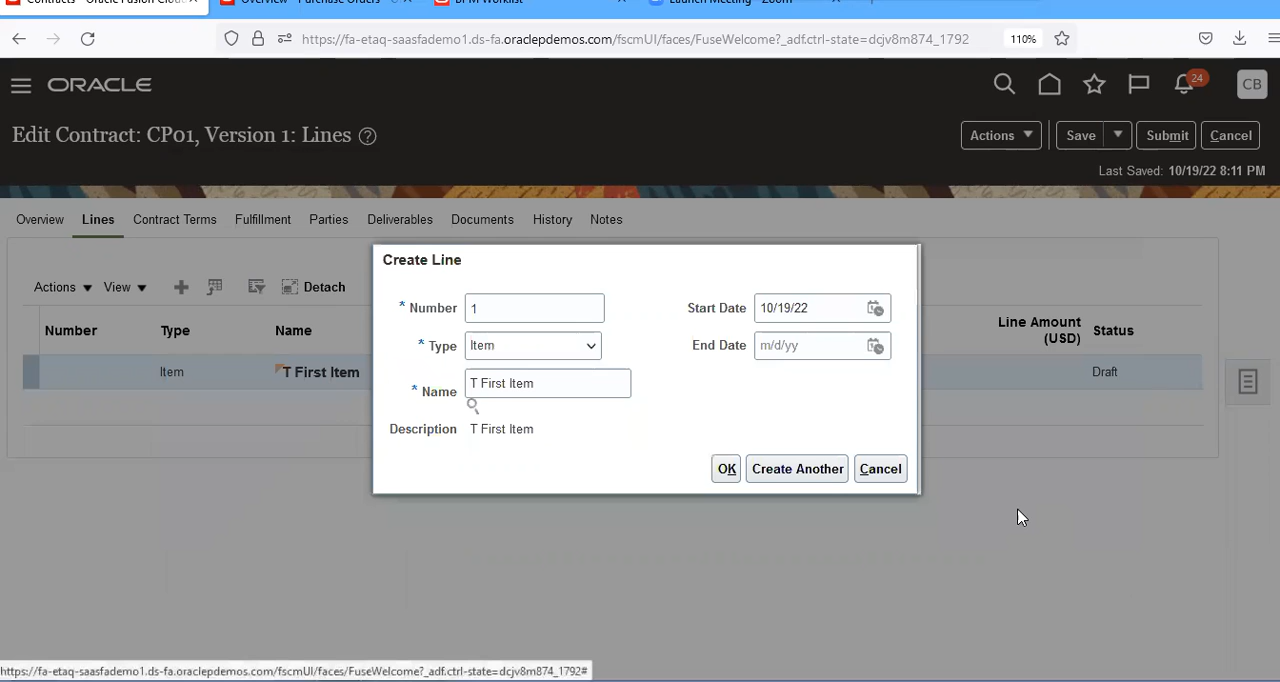 Contracts - Oracle Fusion Cloud
Overview - Purchase Orders
BPM Worklist
Launch Meeting - Zoom
https://fa-etaq-saasfademo1.ds-fa.oraclepdemos.com/fscmUI/faces/FuseWelcome?_adf.ctrl-state=dcjv8m874_1792
110%
ORACLE
24
CB
Edit Contract: CP01, Version 1: Lines
Actions
Save
Submit
Cancel
Last Saved: 10/19/22 8:11 PM
Overview
Lines
Contract Terms
Fulfillment
Parties
Deliverables
Documents
History
Notes
Actions
View
Detach
Number
Type
Name
Line Amount
(USD)
Status
Item
T First Item
Draft
Create Line
* Number
1
Start Date
10/19/22
* Type
Item
End Date
m/d/yy
* Name
T First Item
Description
T First Item
OK
Create Another
Cancel
https://fa-etaq-saasfademo1.ds-fa.oraclepdemos.com/fscmUI/faces/FuseWelcome?_adf.ctrl-state=dcjv8m874_1792#